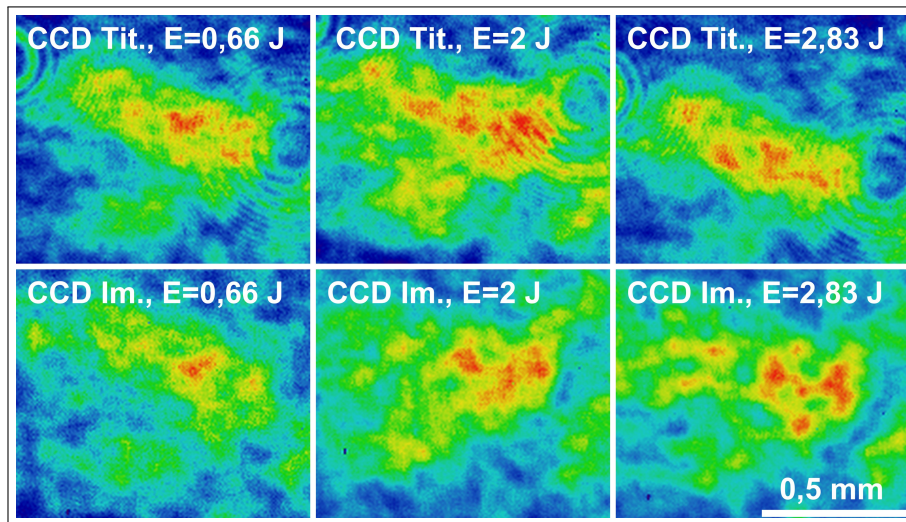 CCD Tit., E=0,66 J
CCD Tit., E=2 J
CCD Tit., E=2,83 J
CCD Im., E=0,66 J
CCD Im., E=2 J
CCD Im., E=2,83 J
0,5 mm